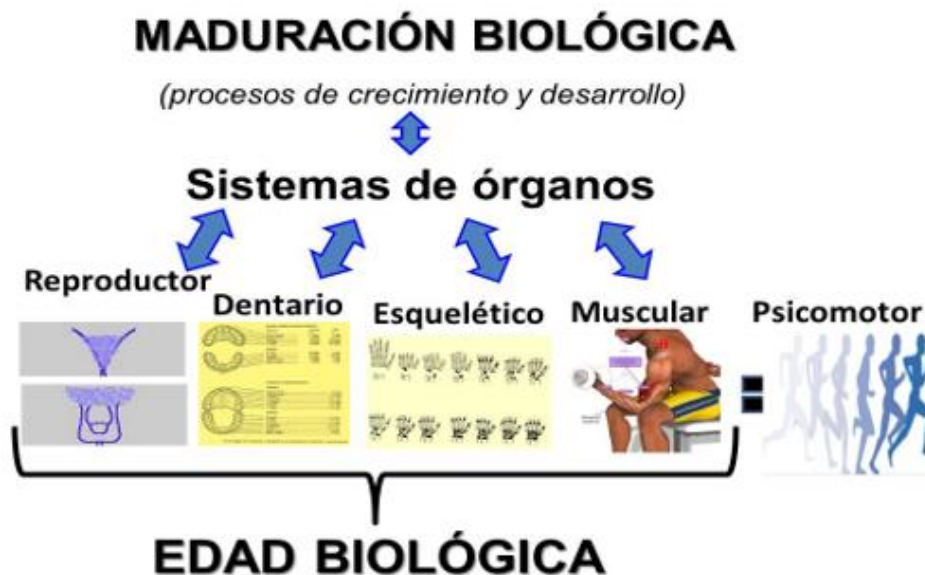 MADURACIÓN BIOLÓGICA
(procesos de crecimiento y desarrollo)
Sistemas de órganos
Reproductor
Dentario
Esquelético
Muscular
Psicomotor
EDAD BIOLÓGICA